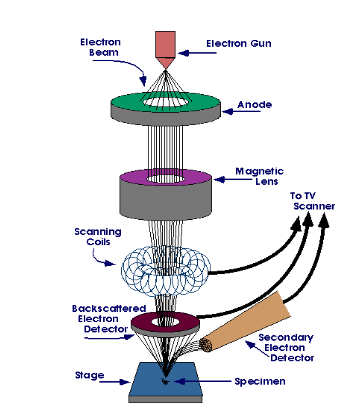 Electron
Beam
Electron Gun
Anode
Magnetic
Lens
To TV
Scanner
Scanning
Coils
Backscattered
Electron
Detector
Secondary
Electron
Detector
Stage
Specimen